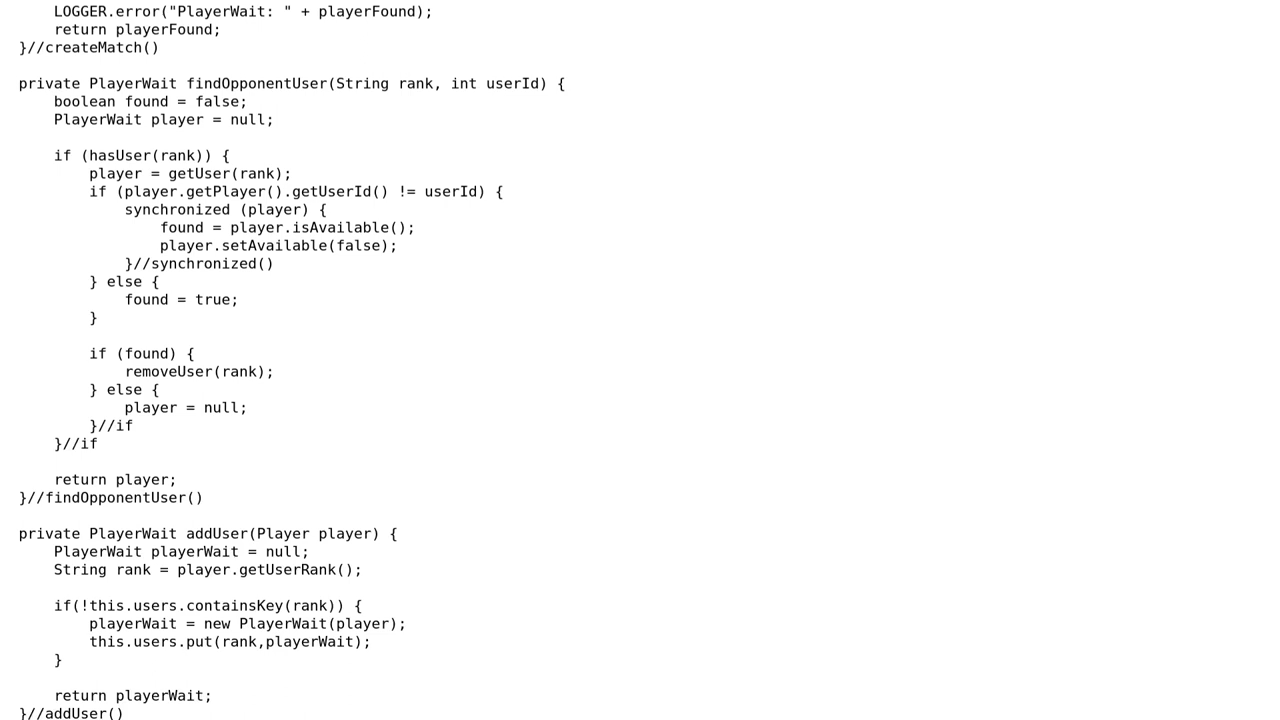 LOGGER.error("PlayerWait: " + playerFound);
return playerFound;
}//createMatch()
private PlayerWait findOpponentUser(String rank, int userId) {
boolean found = false;
PlayerWait player = null;
if (hasUser(rank)) {
player = getUser(rank);
if (player.getPlayer().getUserId() != userId) {
synchronized (player) {
found = player.isAvailable();
player.setAvailable(false);
}//synchronized()
} else {
found = true;
}
if (found) {
removeUser(rank);
} else {
player = null;
}//if
}//if
return player;
}//findOpponentUser()
private PlayerWait addUser(Player player) {
PlayerWait playerWait = null;
String rank = player.getUserRank();
if(!this.users.containsKey(rank)) {
playerWait = new PlayerWait(player);
this.users.put(rank,playerWait);
}
return playerWait;
}//addUser()